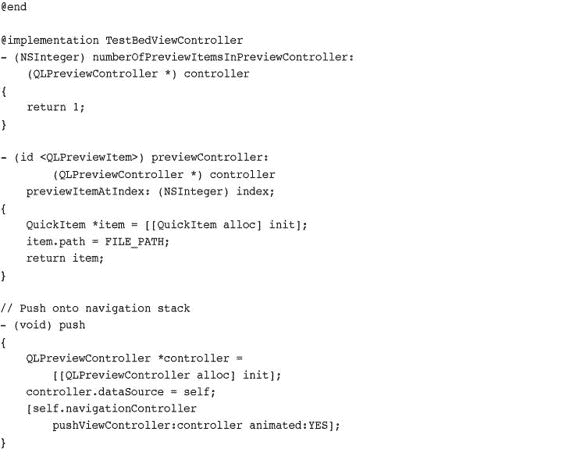 @end
@implementation TestBedViewController
- (NSInteger) numberOfPreviewItemsInPreviewController:
(QLPreviewController *) controller
{
return 1;
}
- (id <QLPreviewItem>) previewController:
(QLPreviewController *) controller
previewItemAtIndex: (NSInteger) index;
{
QuickItem *item = [[QuickItem alloc] init];
item.path = FILE_PATH;
return item;
}
// Push onto navigation stack
- (void) push
{
QLPreviewController *controller =
[[QLPreviewController alloc] init];
controller.dataSource = self;
[self.navigationController
pushViewController:controller animated:YES];
}